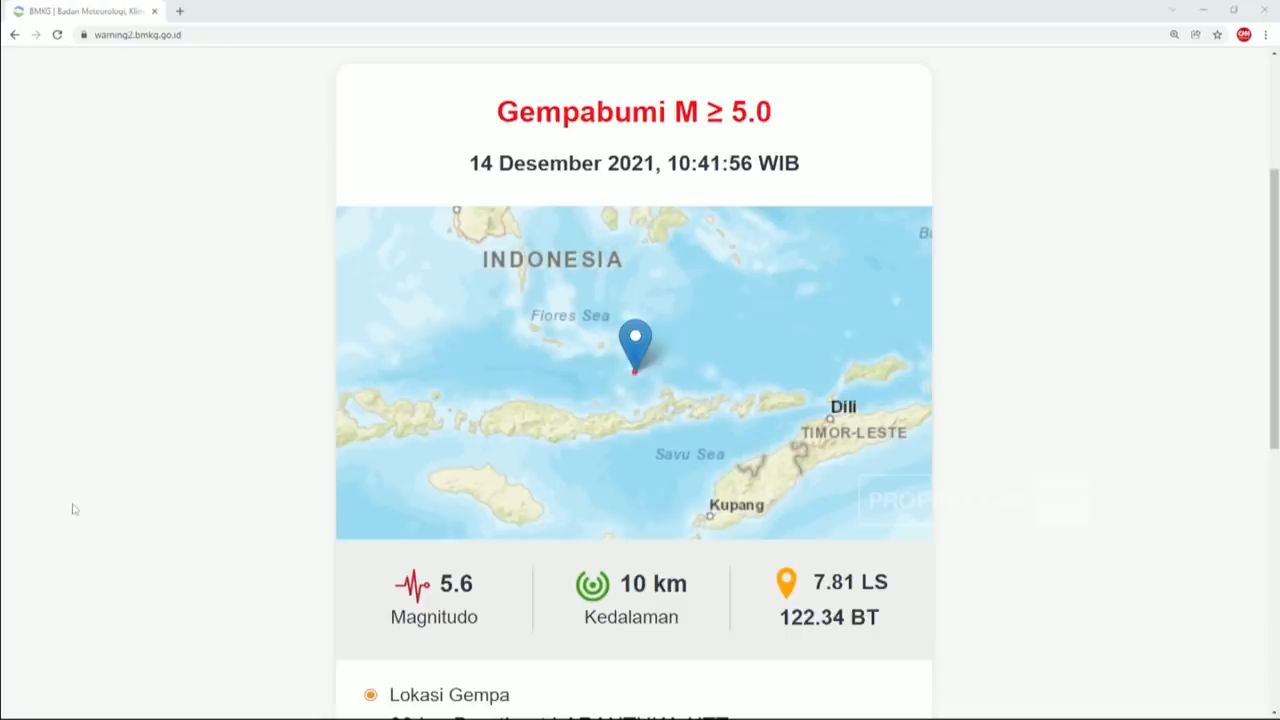 BMKG | Badan Meteorologi, Klim
warning2.bmkg.go.id
Gempabumi M ≥ 5.0
14 Desember 2021, 10:41:56 WIB
INDONESIA
Flores Sea
Dili
TIMOR-LESTE
Savu Sea
Kupang
5.6
Magnitudo
10 km
Kedalaman
7.81 LS
122.34 BT
Lokasi Gempa